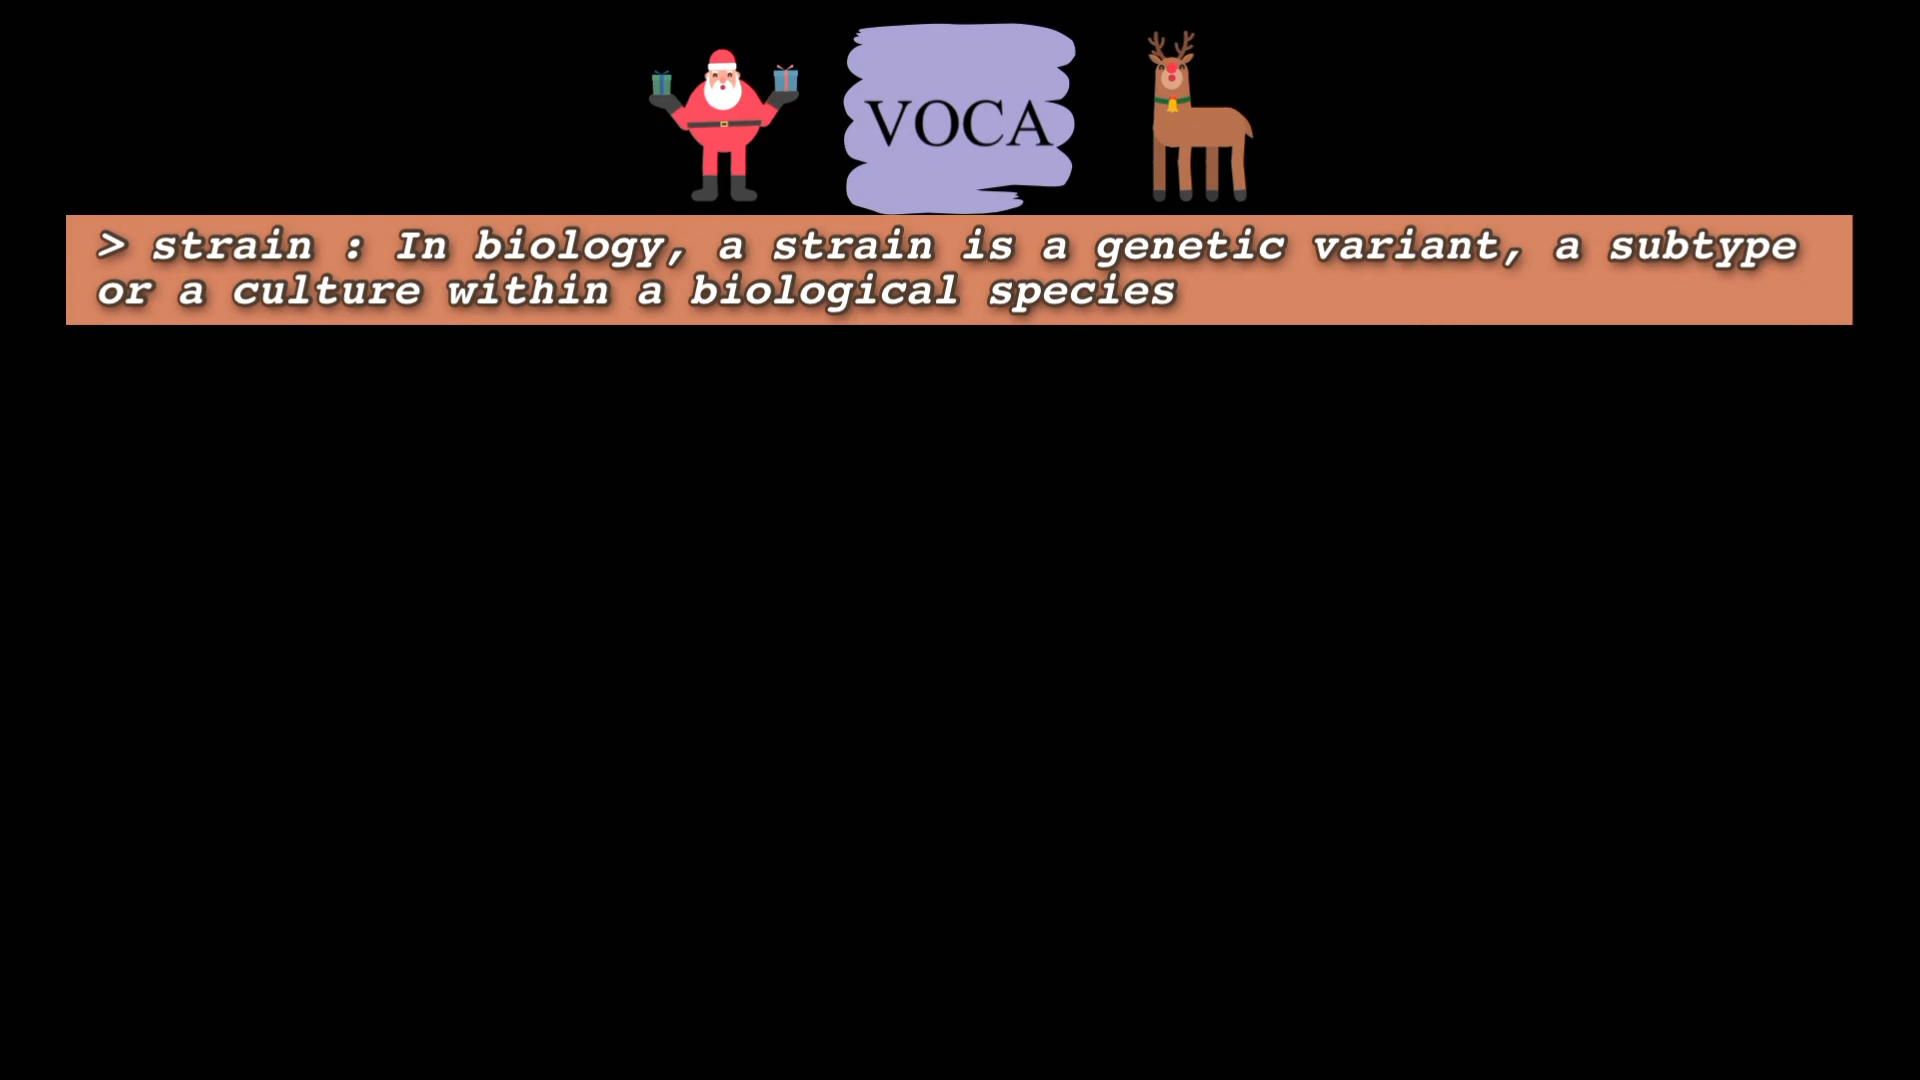 VOCA
> strain : In biology, a strain is a genetic variant, a subtype
or a culture within a biological species